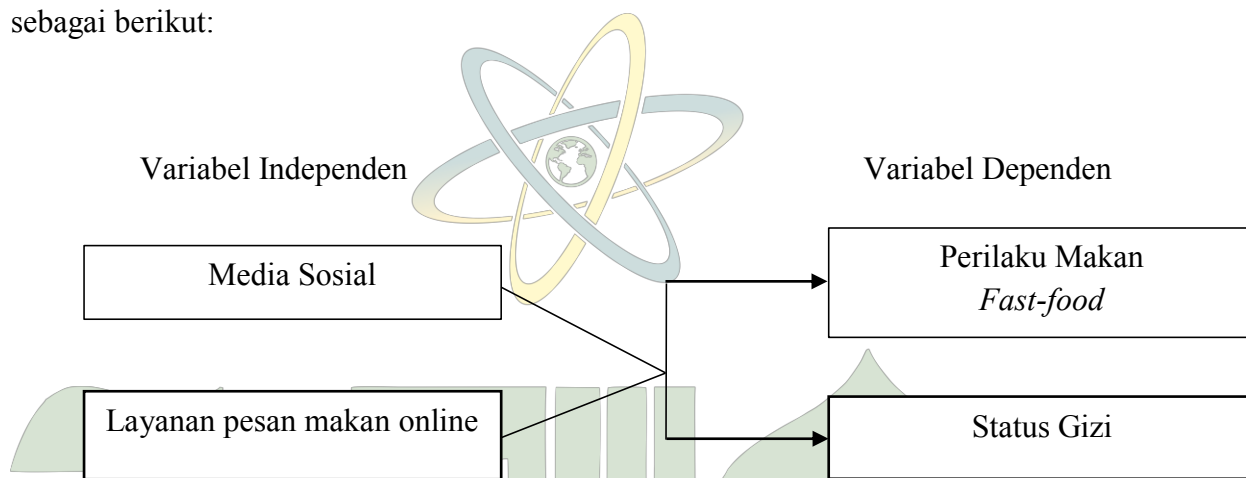 sebagai berikut:
Variabel Independen
Variabel Dependen
Media Sosial
Perilaku Makan
Fast-food
Layanan pesan makan online
Status Gizi